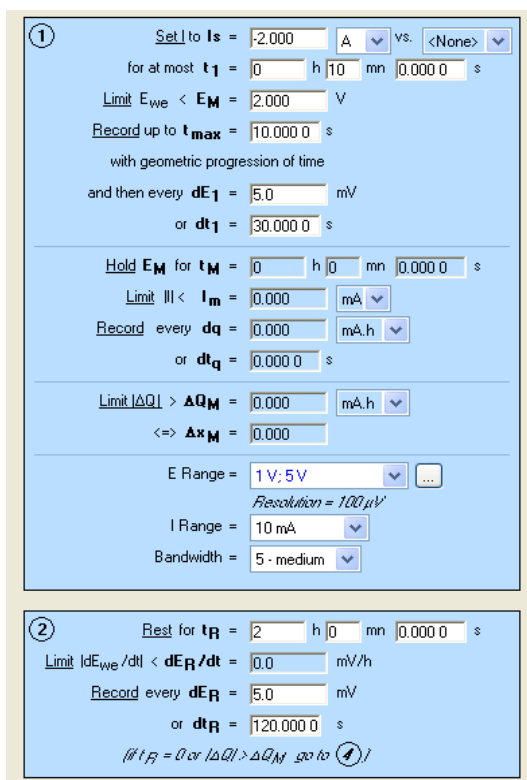 1 Set I to Is = -2.000 A vs. <None>
for at most t1 = 0 h 10 mn 0.000 0 s
Limit Ewe < EM = 2.000 V
Record up to tmax = 10.000 0 s
with geometric progression of time
and then every dE1 = 5.0 mV
or dt1 = 30.000 0 s
Hold EM for tM = 0 h 0 mn 0.000 0 s
Limit |I| < Im = 0.000 mA
Record every dq = 0.000 mA.h
or dtq = 0.000 0 s
Limit |ΔQ| > ΔQM = 0.000 mA.h
<=> ΔxM = 0.000
E Range = 1 V; 5 V ...
Resolution = 100 µV
I Range = 10 mA
Bandwidth = 5 - medium
2 Rest for tR = 2 h 0 mn 0.000 0 s
Limit |dEwe/dt| < dER/dt = 0.0 mV/h
Record every dER = 5.0 mV
or dtR = 120.000 0 s
(if tR = 0 or |ΔQ| > ΔQM go to 4)